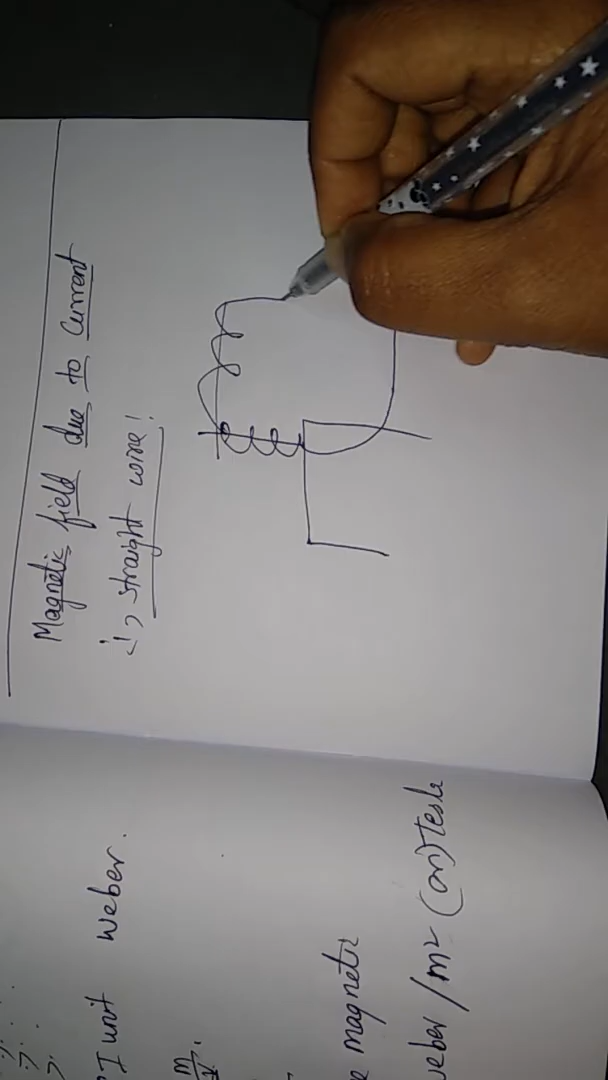 Magnetic field due to Current
i, straight wire!
I unit weber.
magnetic
weber/m² (or) Tesla